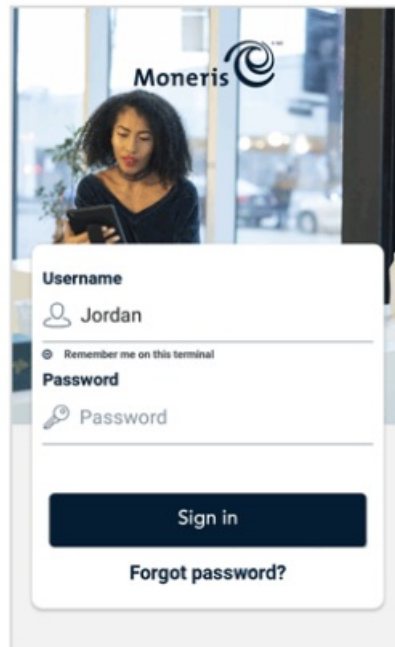 Moneris
Username
Jordan
Remember me on this terminal
Password
Password
Sign in
Forgot password?